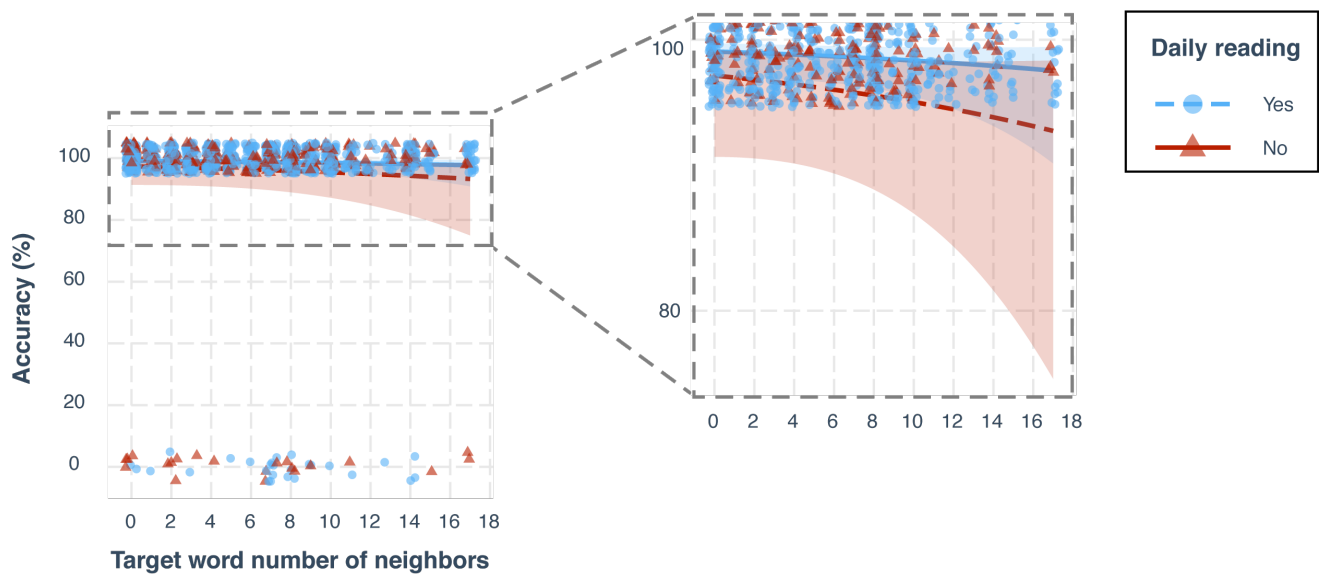 Daily reading
Yes
No
100
80
60
40
20
0
Accuracy (%)
0 2 4 6 8 10 12 14 16 18
Target word number of neighbors
100
80
0 2 4 6 8 10 12 14 16 18